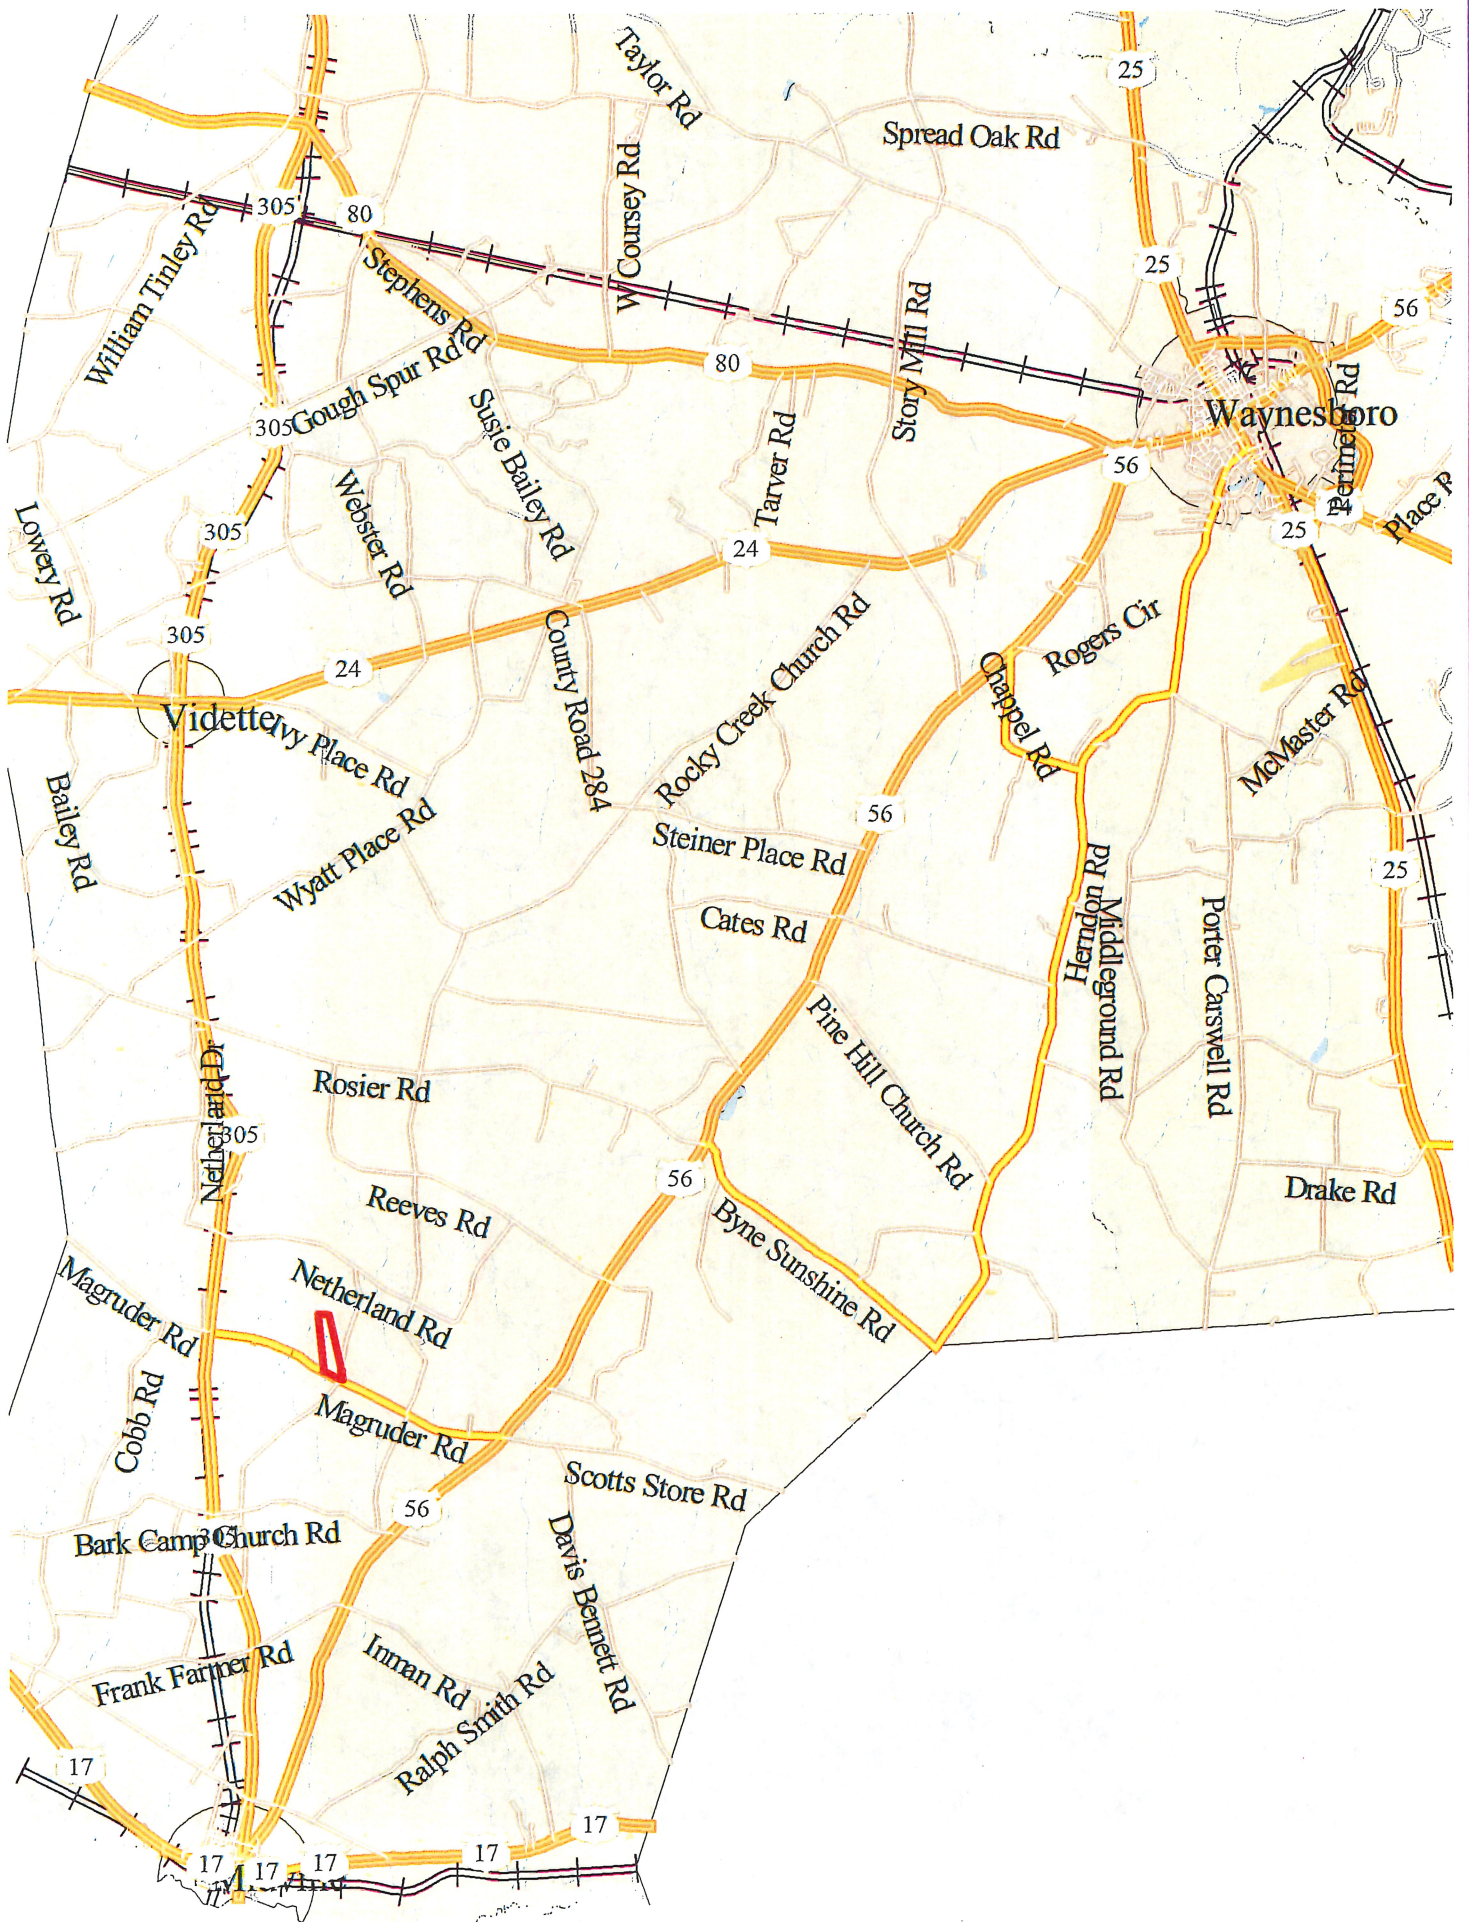 Taylor Rd
25
Spread Oak Rd
W Coursey Rd
305
80
William Tinley Rd
25
Stephens Rd
56
Story Mill Rd
80
Gough Spur Rd
Perimeter Rd
Waynesboro
305
Susie Bailey Rd
Tarver Rd
56
Webster Rd
Lowery Rd
24
25
305
24
Rogers Cir
County Road 284
Rocky Creek Church Rd
Chappel Rd
McMaster Rd
Vidette
Ivy Place Rd
Bailey Rd
Wyatt Place Rd
56
Steiner Place Rd
25
Herndon Rd
Cates Rd
Middleground Rd
Porter Carswell Rd
Pine Hill Church Rd
Netherland Dr
Rosier Rd
305
56
Drake Rd
Reeves Rd
Byne Sunshine Rd
Magruder Rd
Netherland Rd
Cobb Rd
Magruder Rd
Scotts Store Rd
56
305
Bark Camp Church Rd
Davis Bennett Rd
Frank Farmer Rd
Inman Rd
Ralph Smith Rd
17
17
17
17
17
17